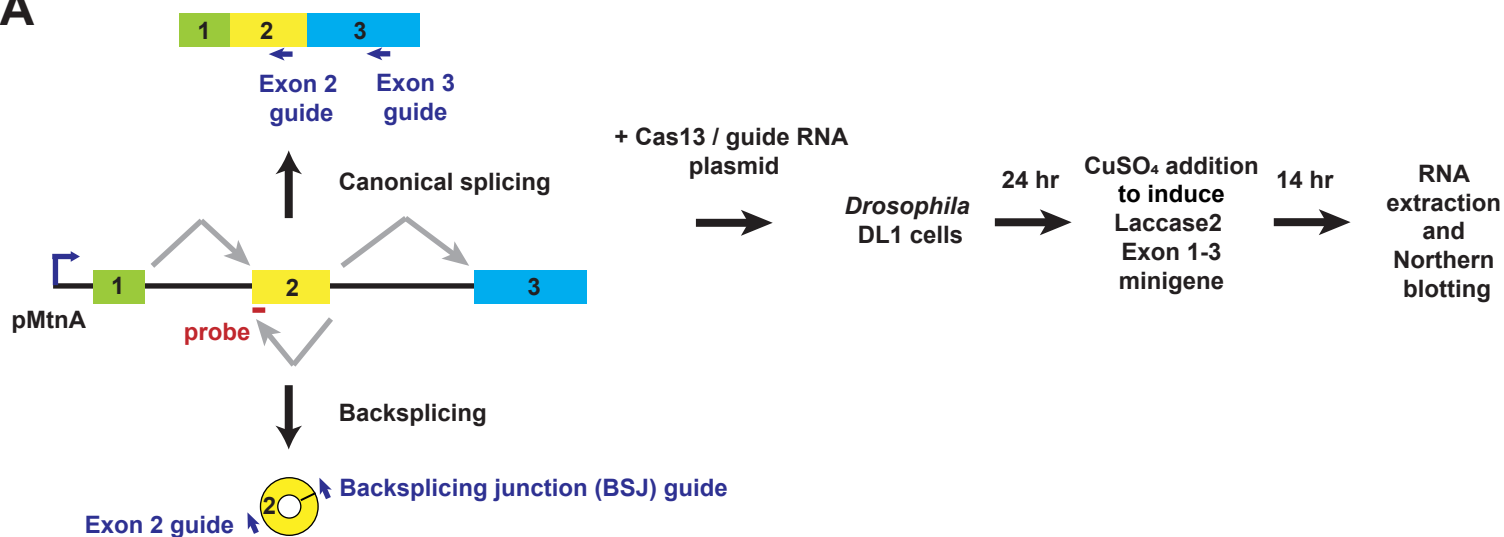 A
1 2 3
Exon 2
guide
Exon 3
guide
Canonical splicing
1 2 3
pMtnA
probe
Backsplicing
2
Backsplicing junction (BSJ) guide
Exon 2 guide
+ Cas13 / guide RNA
plasmid
Drosophila
DL1 cells
24 hr
CuSO₄ addition
to induce
Laccase2
Exon 1-3
minigene
14 hr
RNA
extraction
and
Northern
blotting